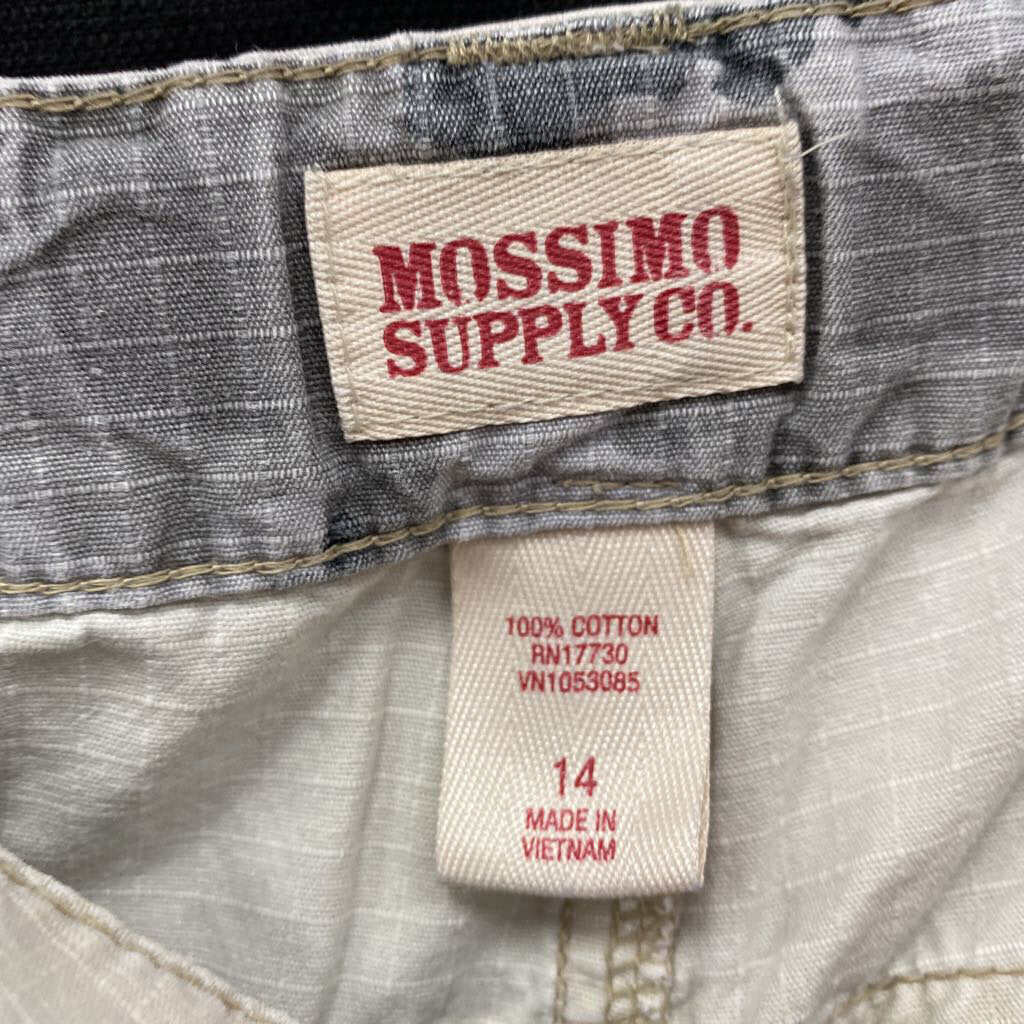 MOSSIMO
SUPPLY CO.
100% COTTON
RN17730
VN1053085
14
MADE IN
VIETNAM